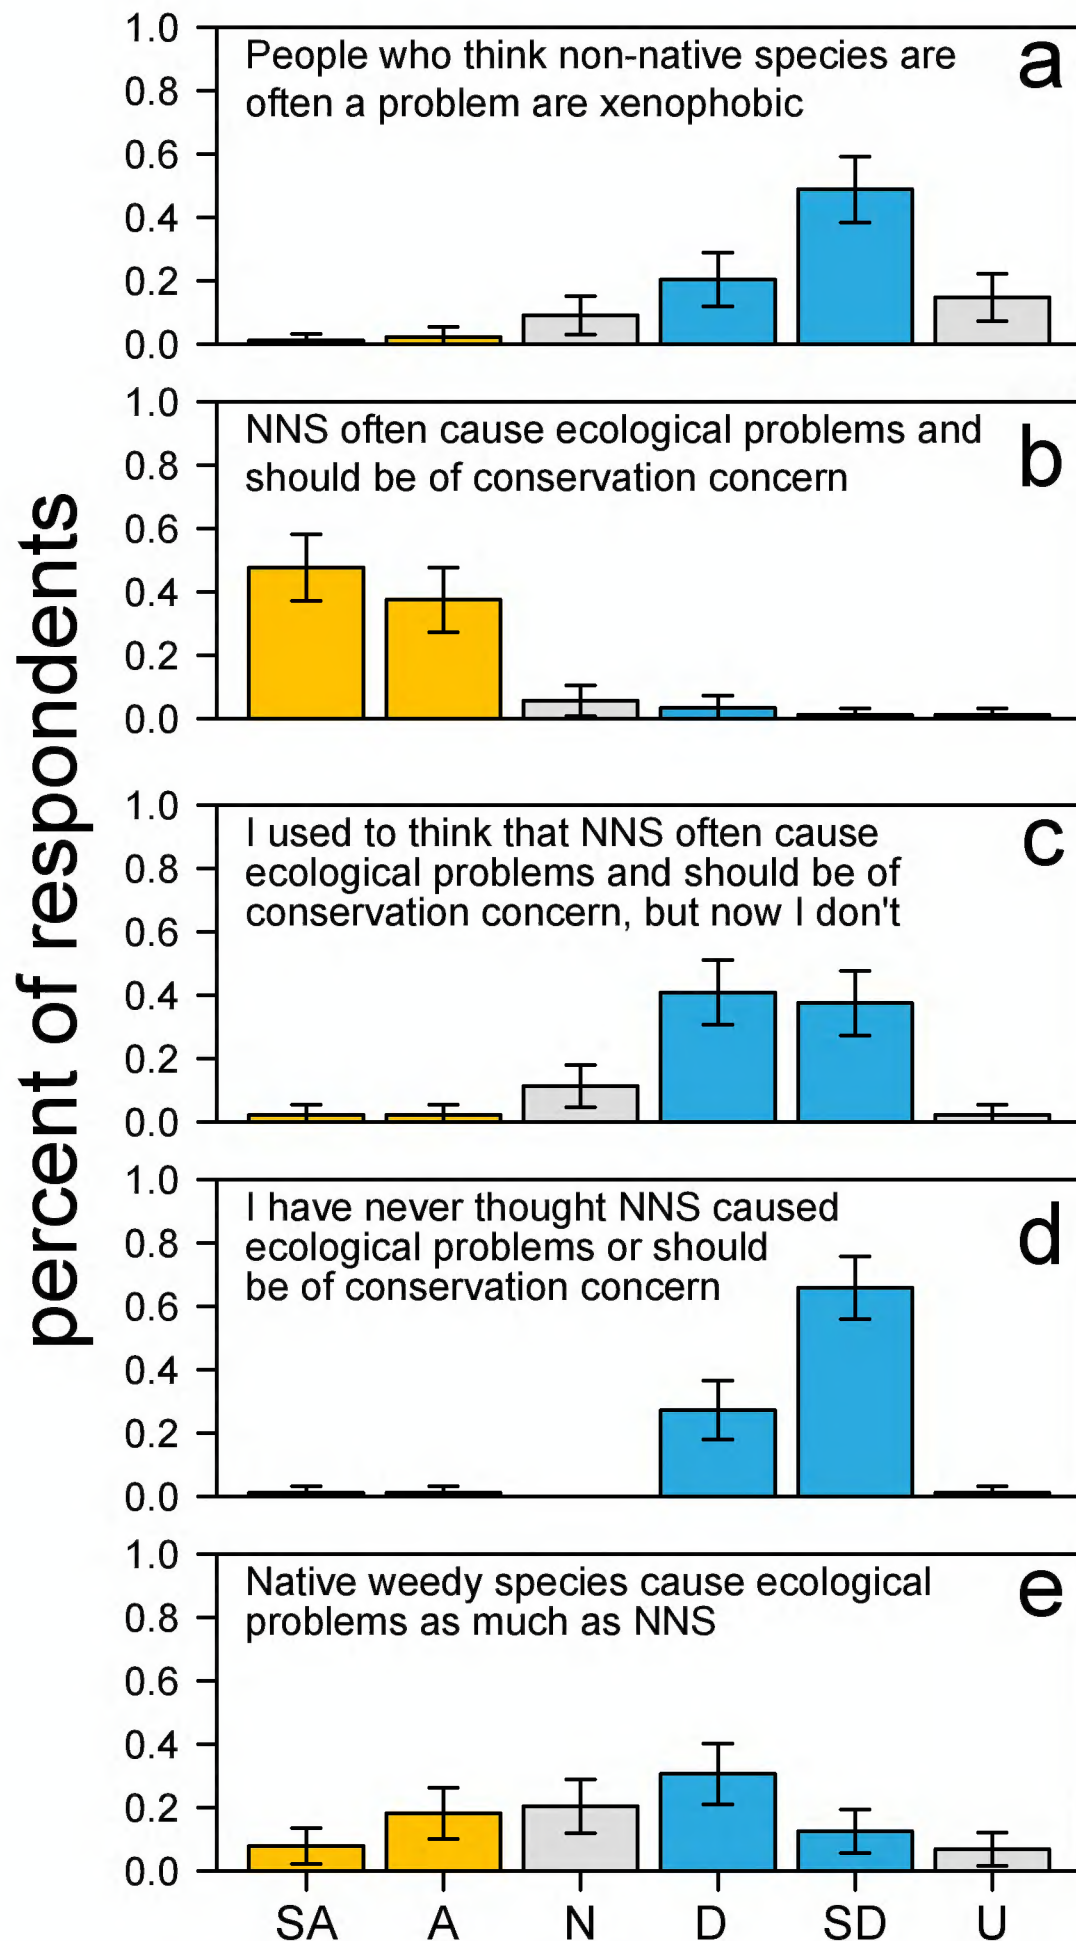 percent of respondents
1.0
0.8
0.6
0.4
0.2
0.0
People who think non-native species are
often a problem are xenophobic
a
1.0
0.8
0.6
0.4
0.2
0.0
NNS often cause ecological problems and
should be of conservation concern
b
1.0
0.8
0.6
0.4
0.2
0.0
I used to think that NNS often cause
ecological problems and should be of
conservation concern, but now I don't
c
1.0
0.8
0.6
0.4
0.2
0.0
I have never thought NNS caused
ecological problems or should
be of conservation concern
d
1.0
0.8
0.6
0.4
0.2
0.0
Native weedy species cause ecological
problems as much as NNS
e
SA A N D SD U